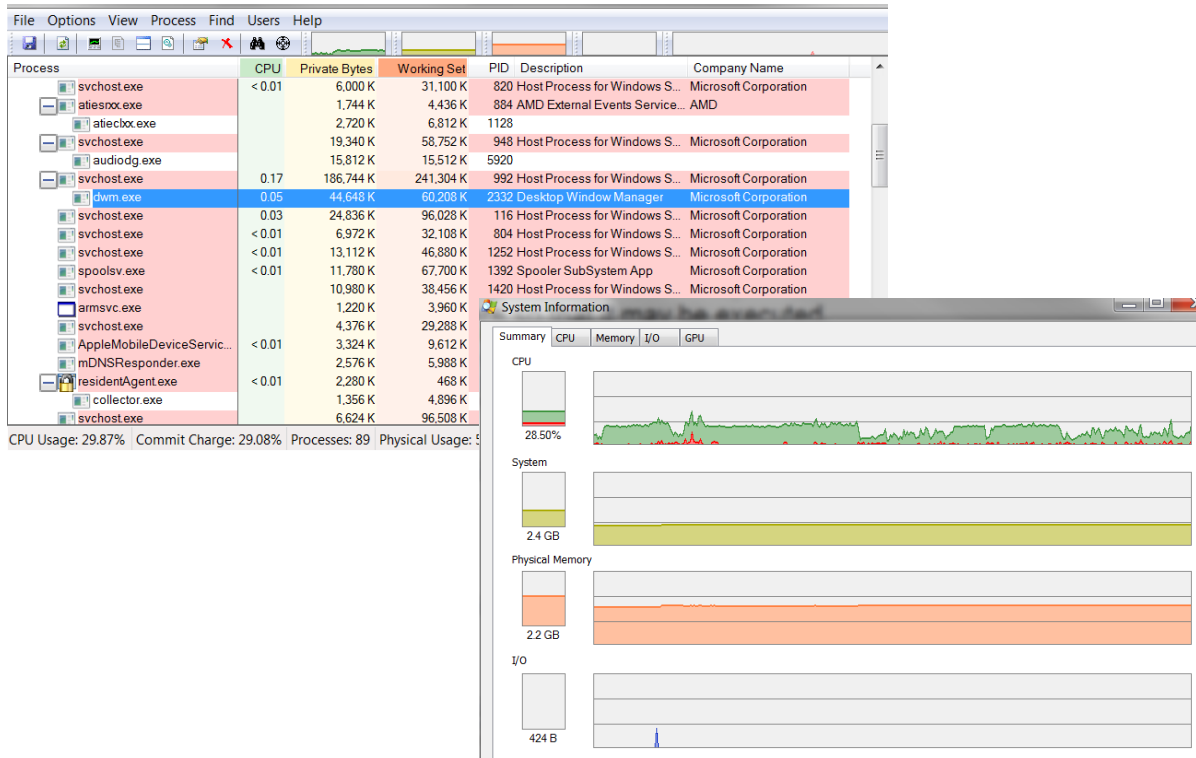 File Options View Process Find Users Help
Process CPU Private Bytes Working Set PID Description Company Name
svchost.exe < 0.01 6,000 K 31,100 K 820 Host Process for Windows S... Microsoft Corporation
atiesrxx.exe 1,744 K 4,436 K 884 AMD External Events Service... AMD
atieclxx.exe 2,720 K 6,812 K 1128
svchost.exe 19,340 K 58,752 K 948 Host Process for Windows S... Microsoft Corporation
audiodg.exe 15,812 K 15,512 K 5920
svchost.exe 0.17 186,744 K 241,304 K 992 Host Process for Windows S... Microsoft Corporation
dwm.exe 0.05 44,648 K 60,208 K 2332 Desktop Window Manager Microsoft Corporation
svchost.exe 0.03 24,836 K 96,028 K 116 Host Process for Windows S... Microsoft Corporation
svchost.exe < 0.01 6,972 K 32,108 K 804 Host Process for Windows S... Microsoft Corporation
svchost.exe < 0.01 13,112 K 46,880 K 1252 Host Process for Windows S... Microsoft Corporation
spoolsv.exe < 0.01 11,780 K 67,700 K 1392 Spooler SubSystem App Microsoft Corporation
svchost.exe 10,980 K 38,456 K 1420 Host Process for Windows S... Microsoft Corporation
armsvc.exe 1,220 K 3,960 K
svchost.exe 4,376 K 29,288 K
AppleMobileDeviceServic... < 0.01 3,324 K 9,612 K
mDNSResponder.exe 2,576 K 5,988 K
residentAgent.exe < 0.01 2,280 K 468 K
collector.exe 1,356 K 4,896 K
svchost.exe 6,624 K 96,508 K
CPU Usage: 29.87% Commit Charge: 29.08% Processes: 89 Physical Usage:
System Information may be executed
Summary CPU Memory I/O GPU
CPU
28.50%
System
2.4 GB
Physical Memory
2.2 GB
I/O
424 B